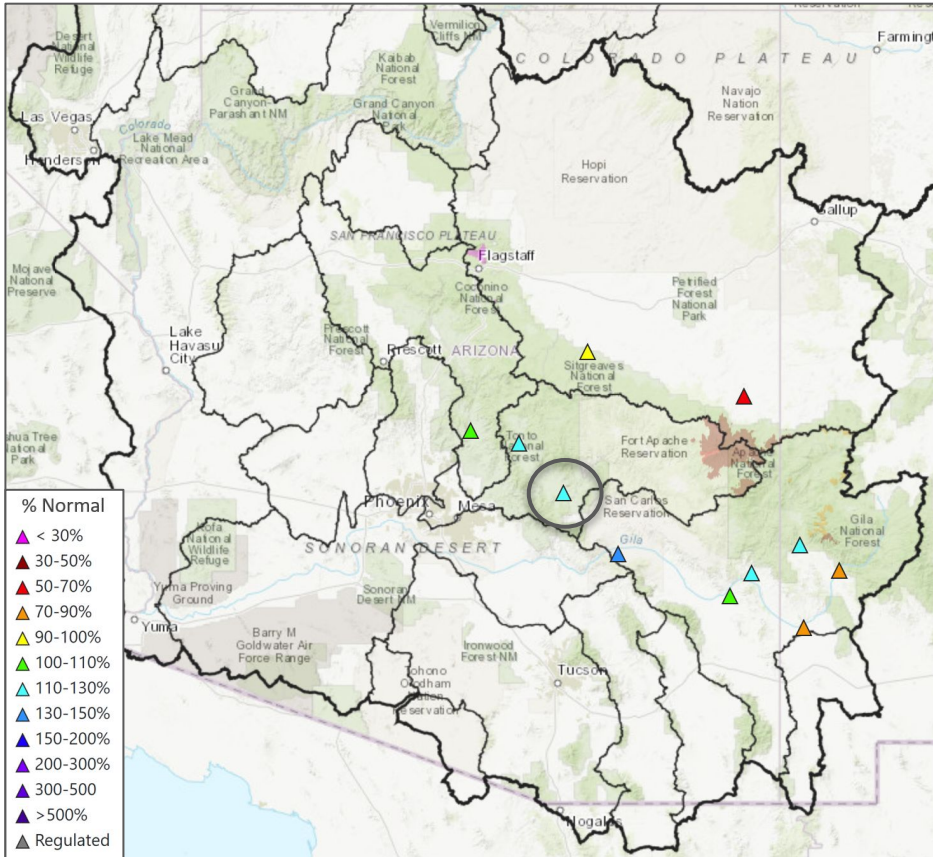 Reservation
Desert
National
Wildlife
Refuge
Vermilion
Cliffs NM
Farmingt
Kaibab
National
Forest
COLORADO PLATEAU
Grand
Canyon-
Parashant NM
Grand Canyon
National
Park
Navajo
Nation
Reservation
Las Vegas
Colorado
Henderson
Lake Mead
National
Recreation Area
Hopi
Reservation
Gallup
SAN FRANCISCO PLATEAU
Flagstaff
Mojave
National
Preserve
Coconino
National
Forest
Petrified
Forest
National
Park
Lake
Havasu
City
Prescott
National
Forest
Prescott
ARIZONA
Sitgreaves
National
Forest
shua Tree
National
Park
Tonto
National
Forest
Fort Apache
Reservation
Apache
National
Forest
Phoenix
Mesa
San Carlos
Reservation
Gila
National
Forest
Kofa
National
Wildlife
Refuge
SONORAN DESERT
Gila
Yuma Proving
Ground
Sonoran
Desert NM
Yuma
Barry M
Goldwater Air
Force Range
Ironwood
Forest NM
Tohono
Oodham
Nation
Reservation
Tucson
Nogales
% Normal
< 30%
30-50%
50-70%
70-90%
90-100%
100-110%
110-130%
130-150%
150-200%
200-300%
300-500
>500%
Regulated